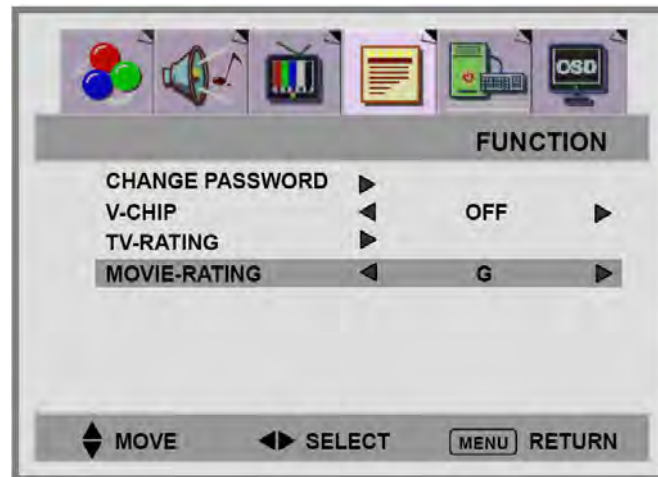 OSD
FUNCTION
CHANGE PASSWORD
V-CHIP OFF
TV-RATING
MOVIE-RATING G
MOVE SELECT MENU RETURN